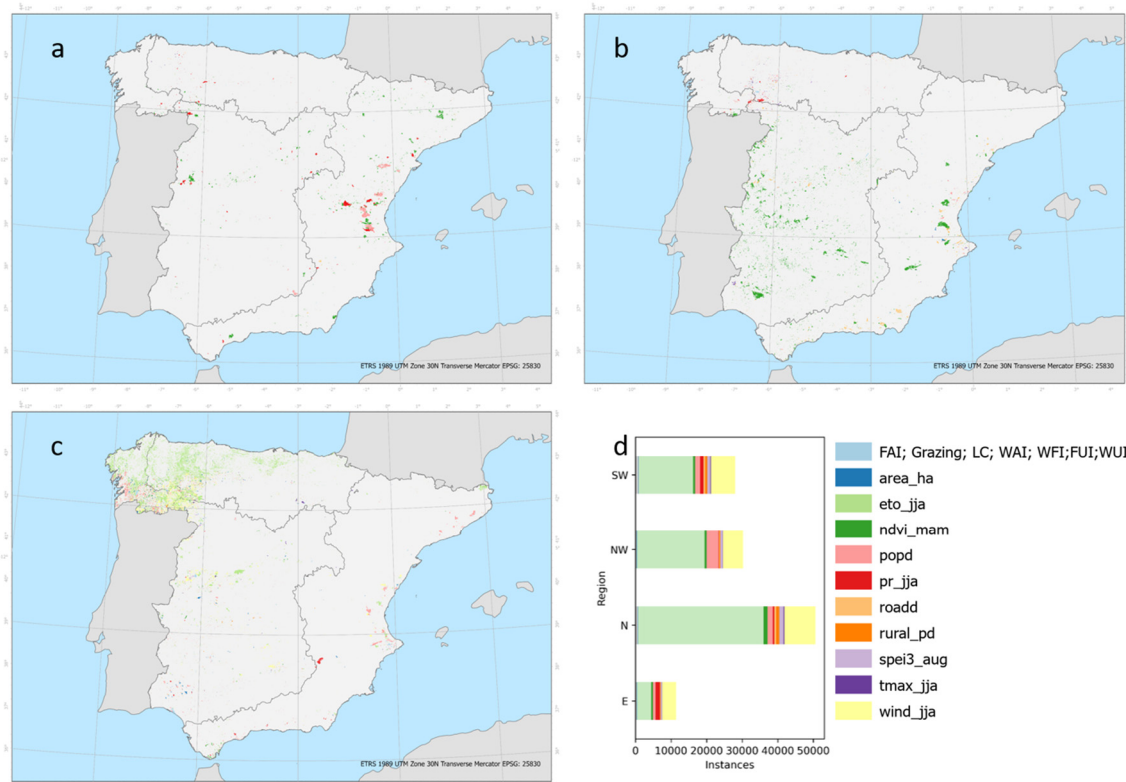 a
ETRS 1989 UTM Zone 30N Transverse Mercator EPSG: 25830
b
ETRS 1989 UTM Zone 30N Transverse Mercator EPSG: 25830
c
ETRS 1989 UTM Zone 30N Transverse Mercator EPSG: 25830
d
Region
SW
NW
N
E
0 10000 20000 30000 40000 50000
Instances
FAI; Grazing; LC; WAI; WFI;FUI;WUI
area_ha
eto_jja
ndvi_mam
popd
pr_jja
roadd
rural_pd
spei3_aug
tmax_jja
wind_jja